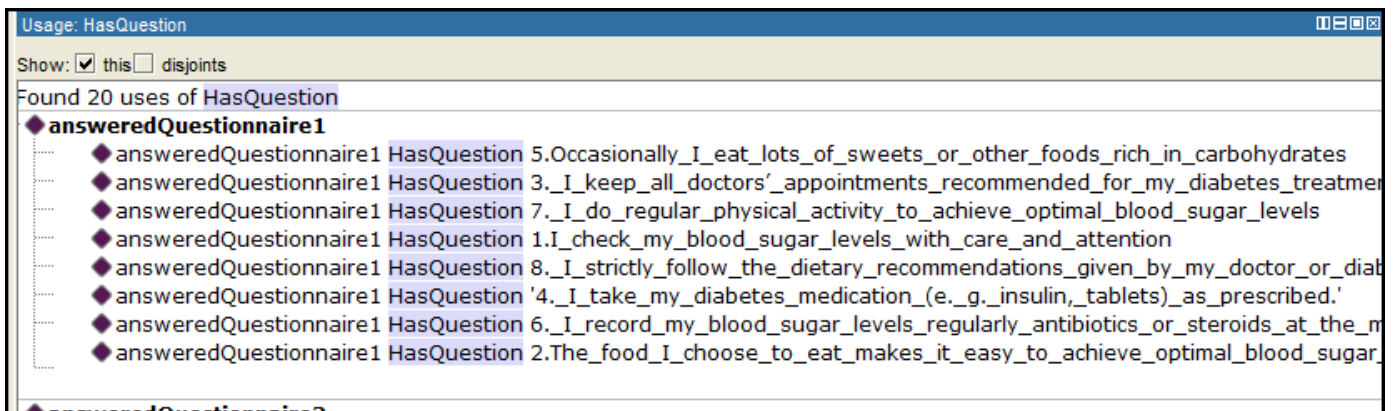 Usage: HasQuestion
Show: this disjoints
Found 20 uses of HasQuestion
answeredQuestionnaire1
answeredQuestionnaire1 HasQuestion 5.Occasionally_I_eat_lots_of_sweets_or_other_foods_rich_in_carbohydrates
answeredQuestionnaire1 HasQuestion 3._I_keep_all_doctors′_appointments_recommended_for_my_diabetes_treatmen
answeredQuestionnaire1 HasQuestion 7._I_do_regular_physical_activity_to_achieve_optimal_blood_sugar_levels
answeredQuestionnaire1 HasQuestion 1.I_check_my_blood_sugar_levels_with_care_and_attention
answeredQuestionnaire1 HasQuestion 8._I_strictly_follow_the_dietary_recommendations_given_by_my_doctor_or_diab
answeredQuestionnaire1 HasQuestion '4._I_take_my_diabetes_medication_(e._g._insulin,_tablets)_as_prescribed.'
answeredQuestionnaire1 HasQuestion 6._I_record_my_blood_sugar_levels_regularly_antibiotics_or_steroids_at_the_m
answeredQuestionnaire1 HasQuestion 2.The_food_I_choose_to_eat_makes_it_easy_to_achieve_optimal_blood_sugar_